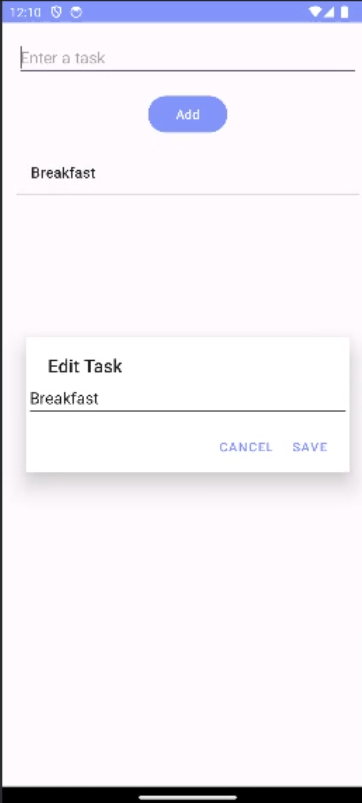 12:10
Enter a task
Add
Breakfast
Edit Task
Breakfast
CANCEL SAVE